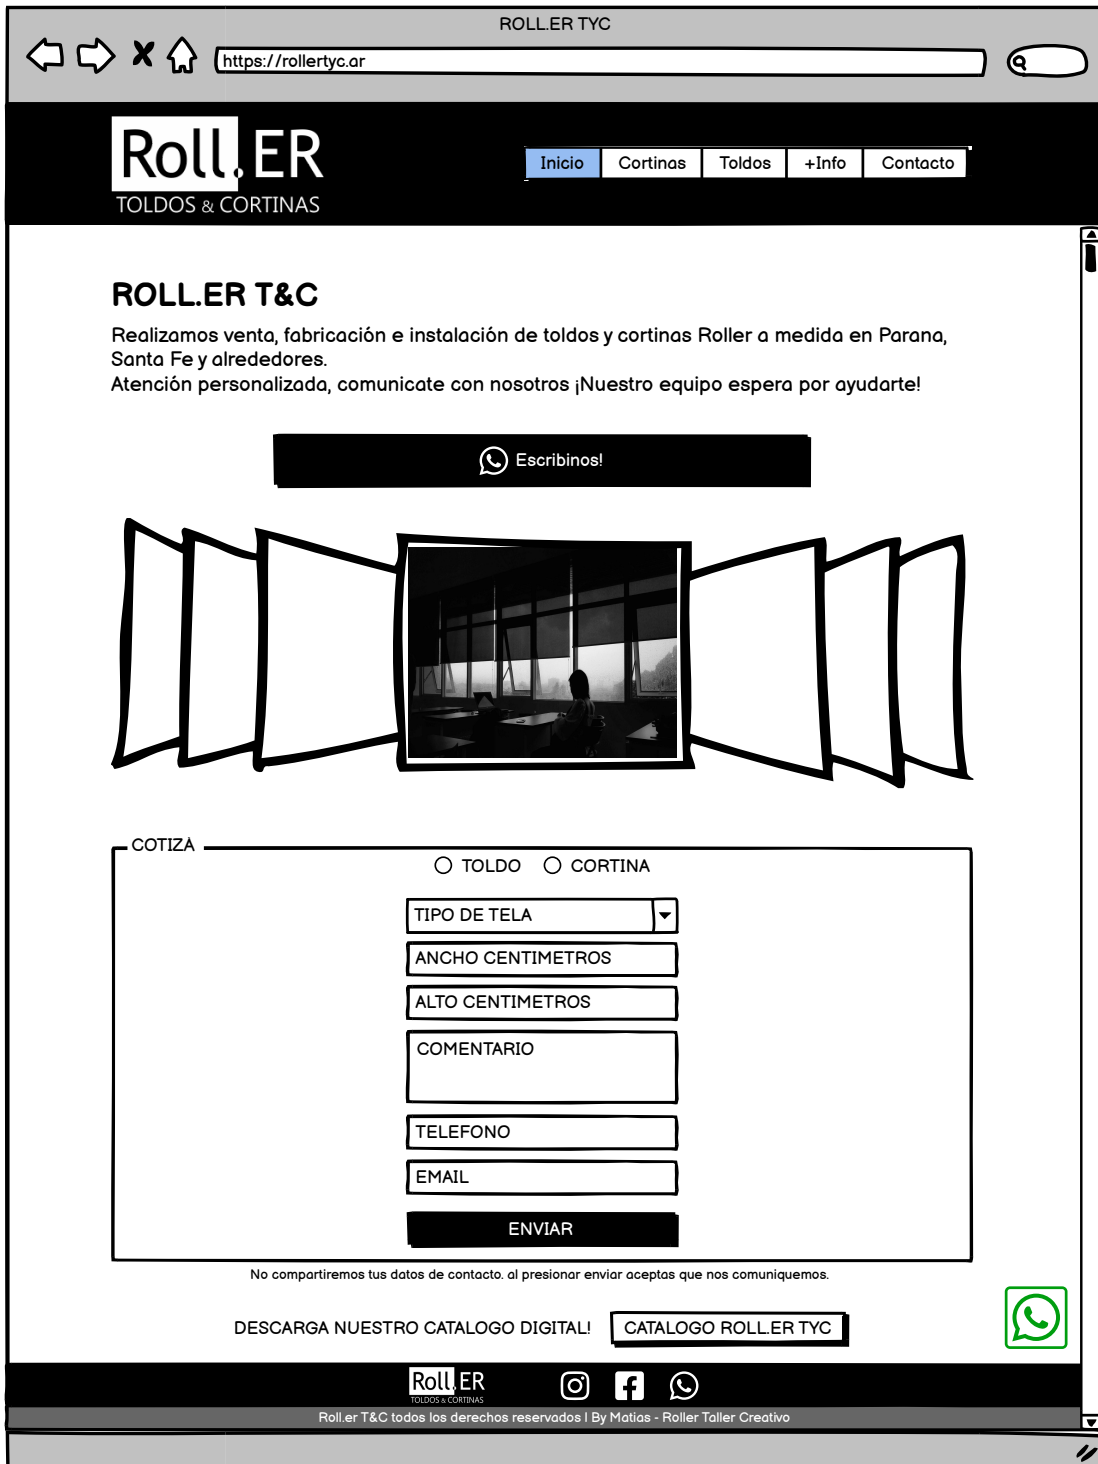 ROLL.ER TYC
https://rollertyc.ar
Roll.ER
TOLDOS & CORTINAS
Inicio Cortinas Toldos +Info Contacto
ROLL.ER T&C
Realizamos venta, fabricación e instalación de toldos y cortinas Roller a medida en Parana,
Santa Fe y alrededores.
Atención personalizada, comunicate con nosotros ¡Nuestro equipo espera por ayudarte!
Escribinos!
COTIZÀ
TOLDO CORTINA
TIPO DE TELA
ANCHO CENTIMETROS
ALTO CENTIMETROS
COMENTARIO
TELEFONO
EMAIL
ENVIAR
No compartiremos tus datos de contacto. al presionar enviar aceptas que nos comuniquemos.
DESCARGA NUESTRO CATALOGO DIGITAL! CATALOGO ROLL.ER TYC
Roll.ER
TOLDOS & CORTINAS
Roll.er T&C todos los derechos reservados | By Matias - Roller Taller Creativo